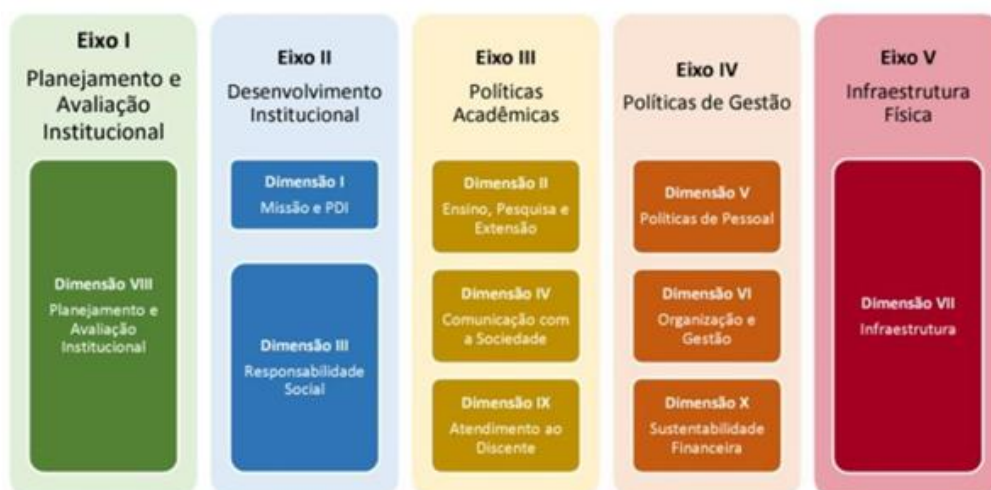 Eixo I
Planejamento e
Avaliação
Institucional
Dimensão VIII
Planejamento e
Avaliação
Institucional
Eixo II
Desenvolvimento
Institucional
Dimensão I
Missão e PDI
Dimensão III
Responsabilidade
Social
Eixo III
Políticas
Acadêmicas
Dimensão II
Ensino, Pesquisa e
Extensão
Dimensão IV
Comunicação com
a Sociedade
Dimensão IX
Atendimento ao
Discente
Eixo IV
Políticas de Gestão
Dimensão V
Políticas de Pessoal
Dimensão VI
Organização e
Gestão
Dimensão X
Sustentabilidade
Financeira
Eixo V
Infraestrutura
Física
Dimensão VII
Infraestrutura